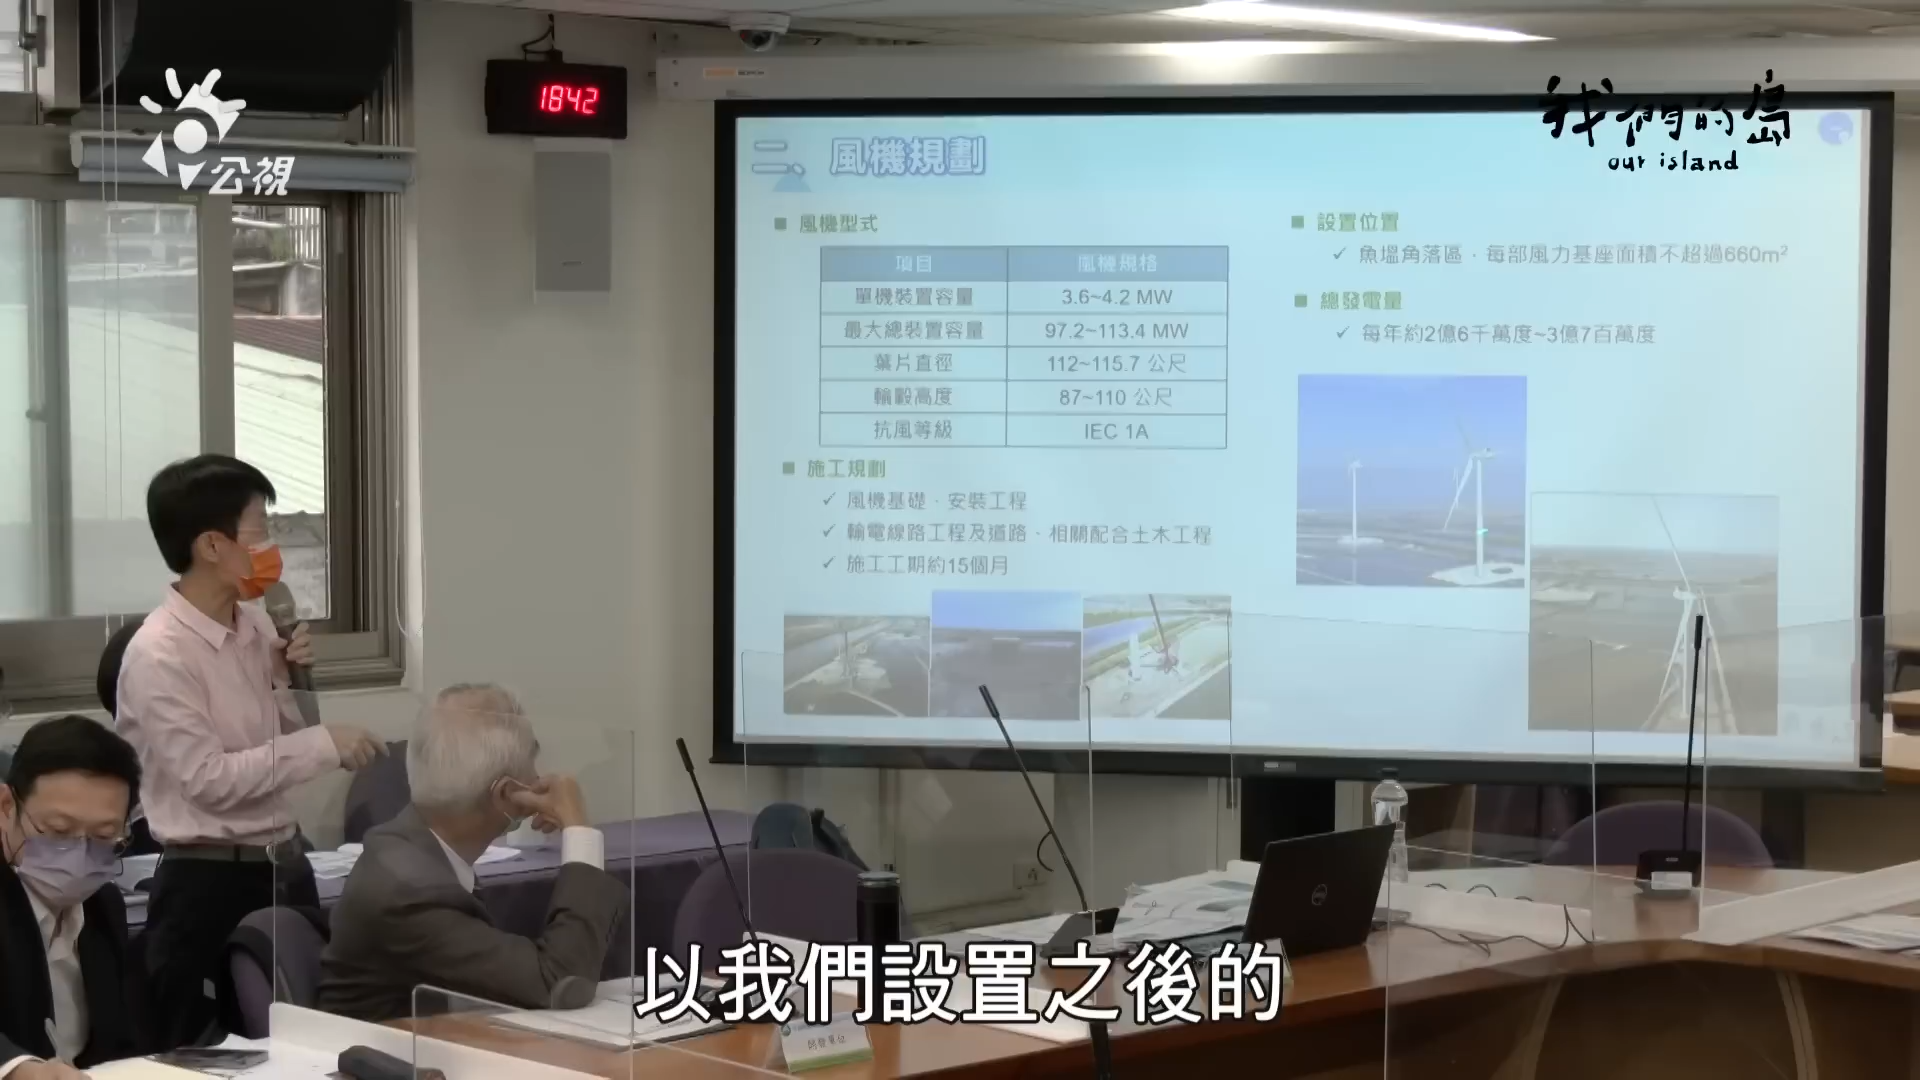 公視
1842
我們的島
our island
二、風機規劃
風機型式
項目 風機規格
單機裝置容量 3.6~4.2 MW
最大總裝置容量 97.2~113.4 MW
葉片直徑 112~115.7 公尺
輪轂高度 87~110 公尺
抗風等級 IEC 1A
施工規劃
✓ 風機基礎、安裝工程
✓ 輸電線路工程及道路、相關配合土木工程
✓ 施工工期約15個月
設置位置
✓ 魚塭角落區，每部風力基座面積不超過660m²
總發電量
✓ 每年約2億6千萬度~3億7百萬度
DELL
開發單位
以我們設置之後的